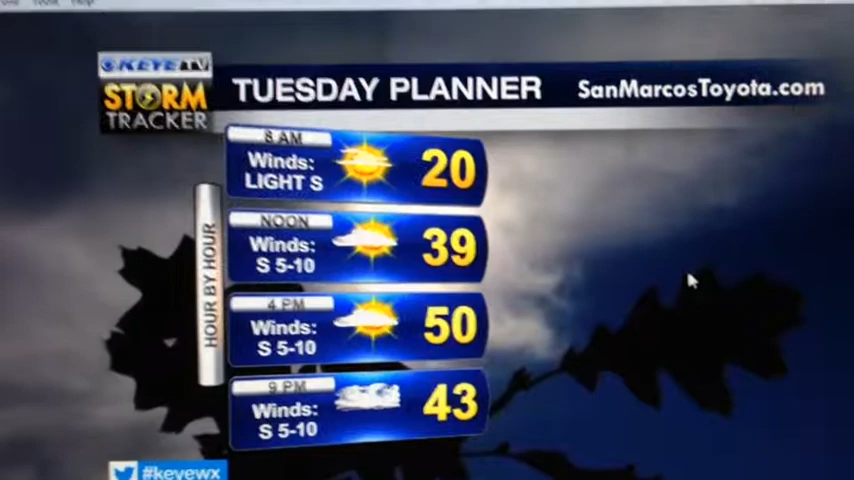 KEYE TV
STORM
TRACKER
TUESDAY PLANNER
SanMarcosToyota.com
HOUR BY HOUR
8 AM
Winds:
LIGHT S
20
NOON
Winds:
S 5-10
39
4 PM
Winds:
S 5-10
50
9 PM
Winds:
S 5-10
43
#keyewx